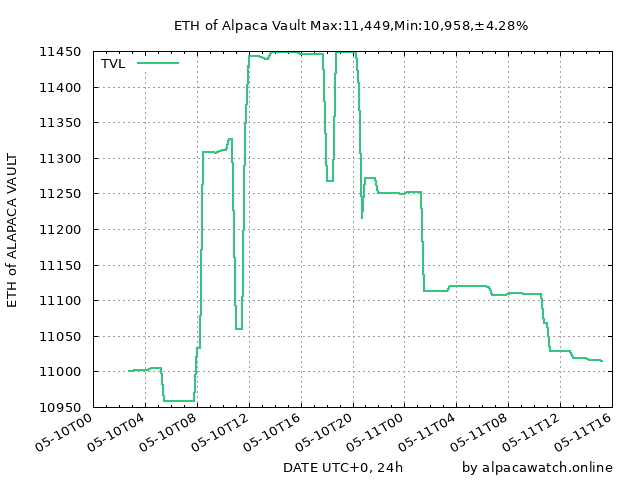 ETH of Alpaca Vault Max:11,449,Min:10,958,±4.28%
TVL
ETH of ALAPACA VAULT
11450
11400
11350
11300
11250
11200
11150
11100
11050
11000
10950
05-10T00
05-10T04
05-10T08
05-10T12
05-10T16
05-10T20
05-11T00
05-11T04
05-11T08
05-11T12
05-11T16
DATE UTC+0, 24h
by alpacawatch.online